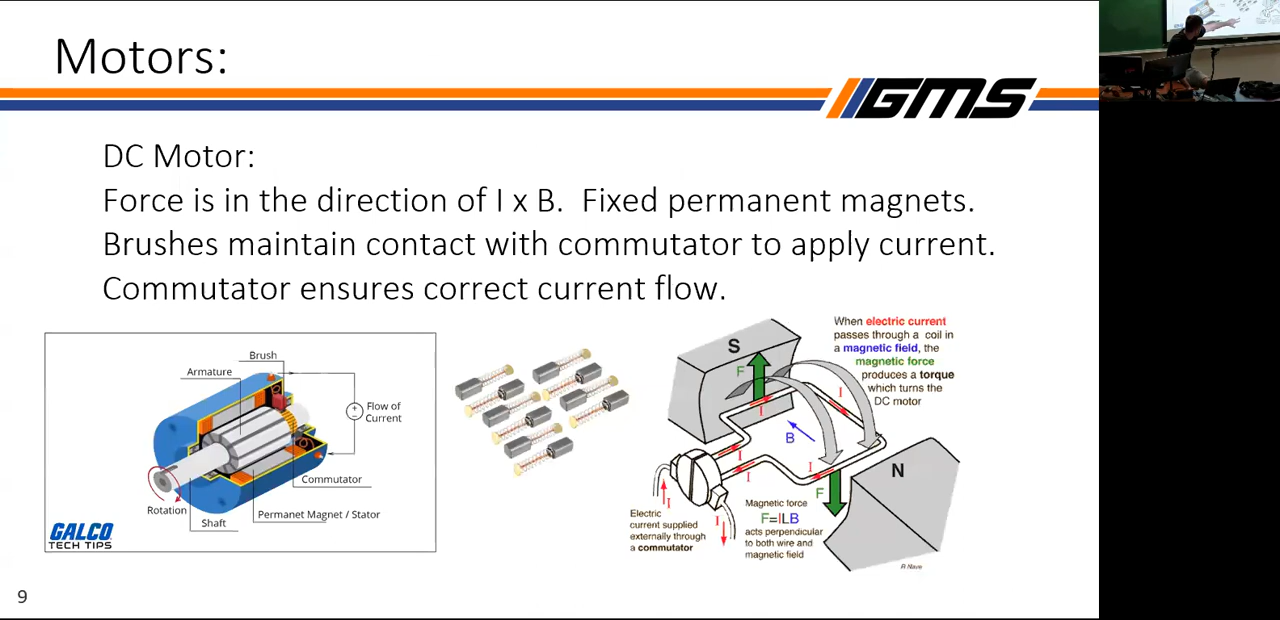 Motors:
GMS
DC Motor:
Force is in the direction of I x B. Fixed permanent magnets.
Brushes maintain contact with commutator to apply current.
Commutator ensures correct current flow.
Brush
Armature
Flow of
Current
Commutator
Permanet Magnet / Stator
Rotation
Shaft
GALCO
TECH TIPS
When electric current
passes through a coil in
a magnetic field, the
magnetic force
produces a torque
which turns the
DC motor
S
F
I
I
B
I
I
I
N
F
I
I
Electric
current supplied
externally through
a commutator
Magnetic force
F=ILB
acts perpendicular
to both wire and
magnetic field
R Nave
9